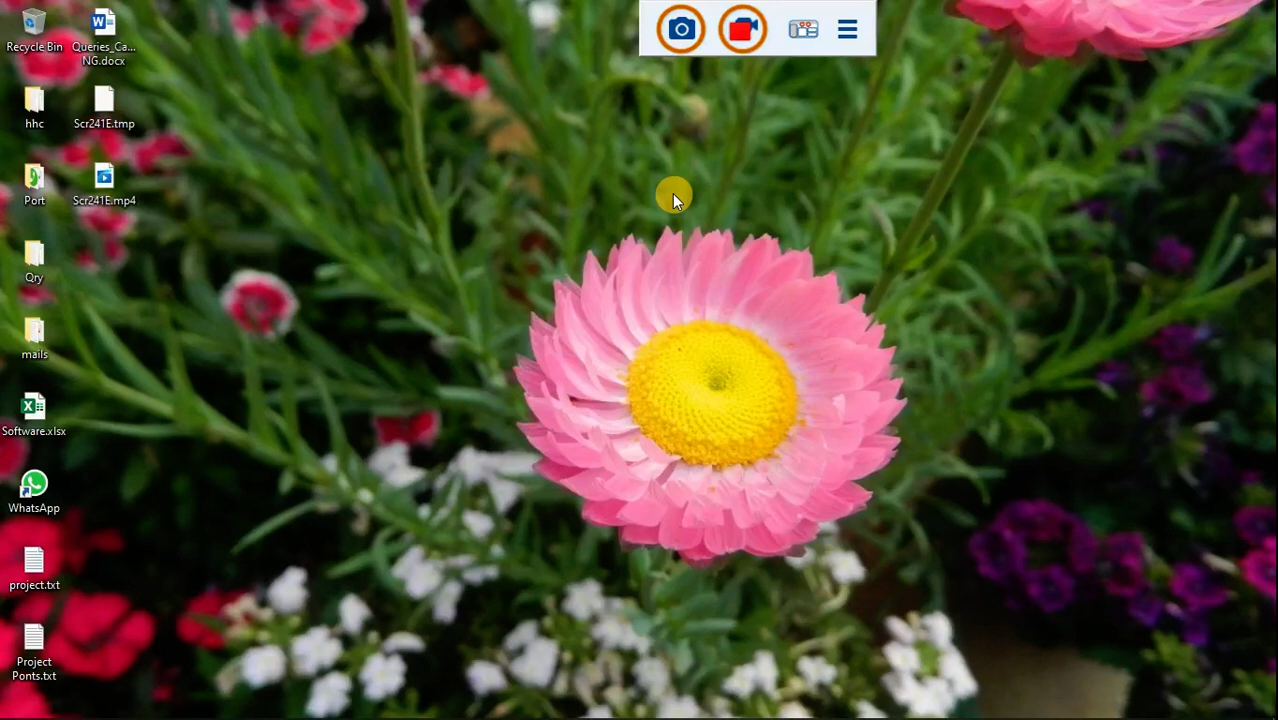 Recycle Bin
Queries_Ca...
NG.docx
hhc
Scr241E.tmp
Port
Scr241E.mp4
Qry
mails
Software.xlsx
WhatsApp
project.txt
Project
Ponts.txt